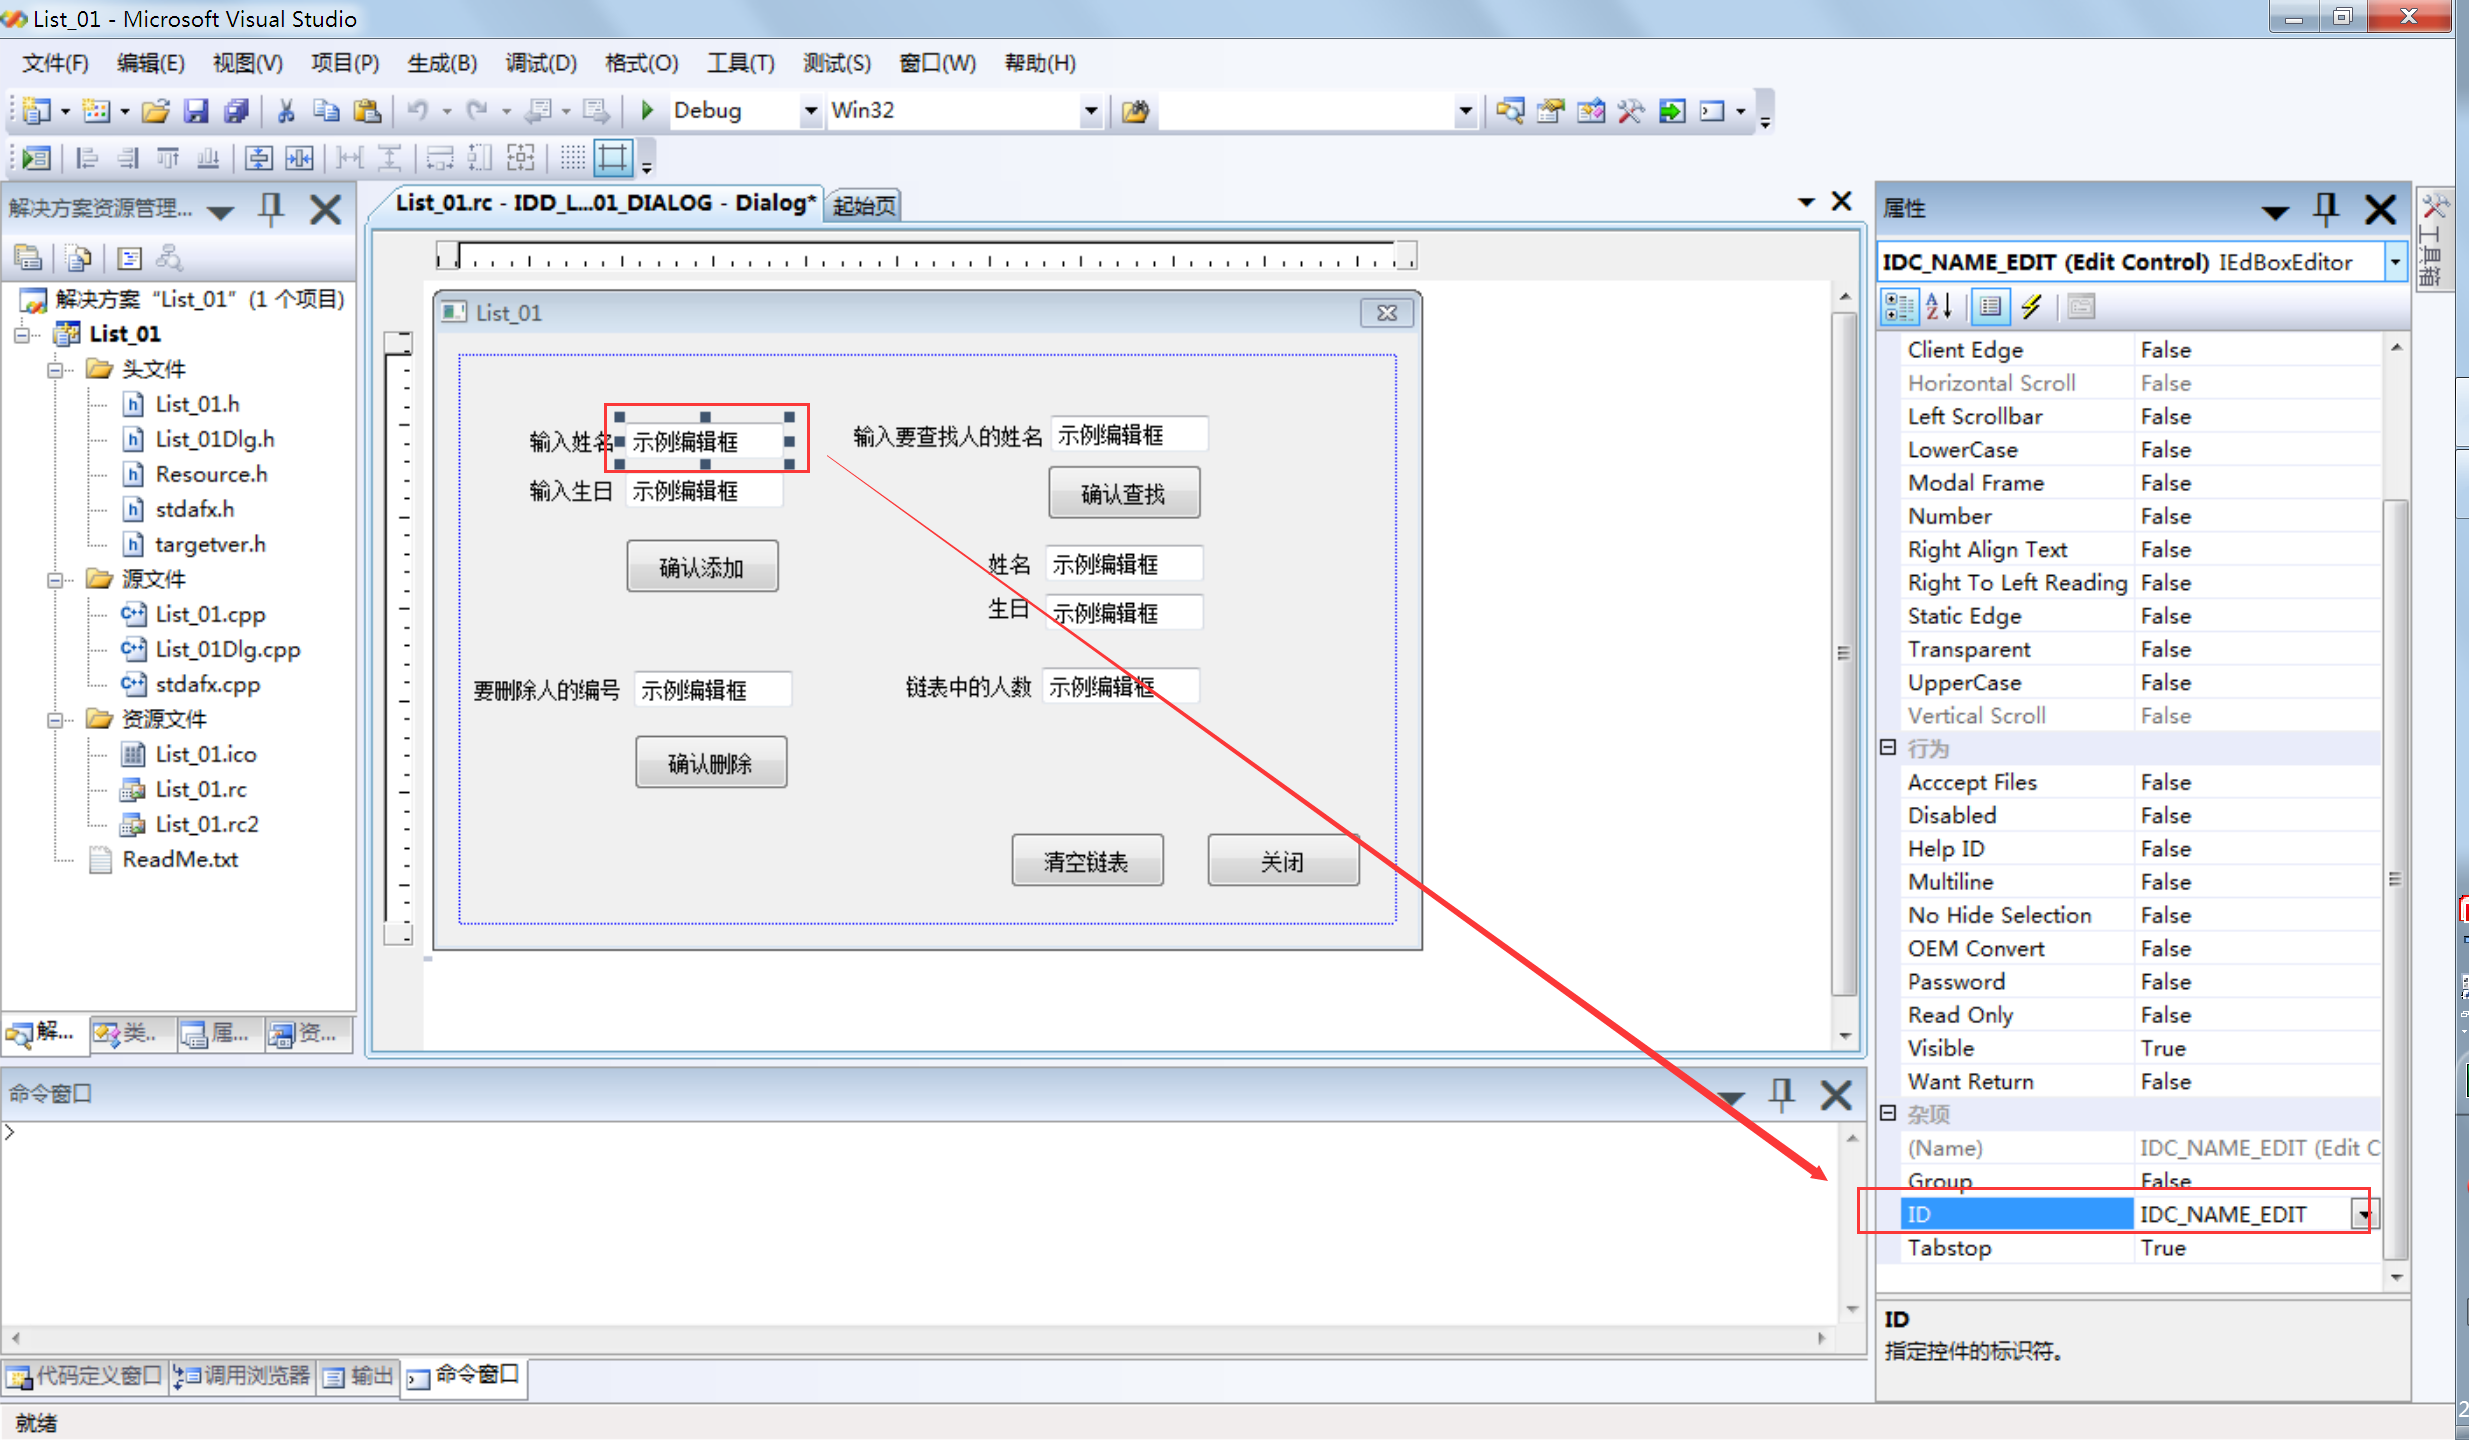 List_01 - Microsoft Visual Studio
文件(F) 编辑(E) 视图(V) 项目(P) 生成(B) 调试(D) 格式(O) 工具(T) 测试(S) 窗口(W) 帮助(H)
Debug Win32
解决方案资源管理...
解决方案 “List_01” (1 个项目)
List_01
头文件
List_01.h
List_01Dlg.h
Resource.h
stdafx.h
targetver.h
源文件
List_01.cpp
List_01Dlg.cpp
stdafx.cpp
资源文件
List_01.ico
List_01.rc
List_01.rc2
ReadMe.txt
解... 类.. 属... 资...
List_01.rc - IDD_L...01_DIALOG - Dialog* 起始页
List_01
输入姓名 示例编辑框
输入生日 示例编辑框
确认添加
要删除人的编号 示例编辑框
确认删除
输入要查找人的姓名 示例编辑框
确认查找
姓名 示例编辑框
生日 示例编辑框
链表中的人数 示例编辑框
清空链表 关闭
命令窗口
>
代码定义窗口 调用浏览器 输出 命令窗口
就绪
属性
IDC_NAME_EDIT (Edit Control) IEdBoxEditor
Client Edge False
Horizontal Scroll False
Left Scrollbar False
LowerCase False
Modal Frame False
Number False
Right Align Text False
Right To Left Reading False
Static Edge False
Transparent False
UpperCase False
Vertical Scroll False
行为
Acccept Files False
Disabled False
Help ID False
Multiline False
No Hide Selection False
OEM Convert False
Password False
Read Only False
Visible True
Want Return False
杂项
(Name) IDC_NAME_EDIT (Edit C
Group False
ID IDC_NAME_EDIT
Tabstop True
ID
指定控件的标识符。
工具箱